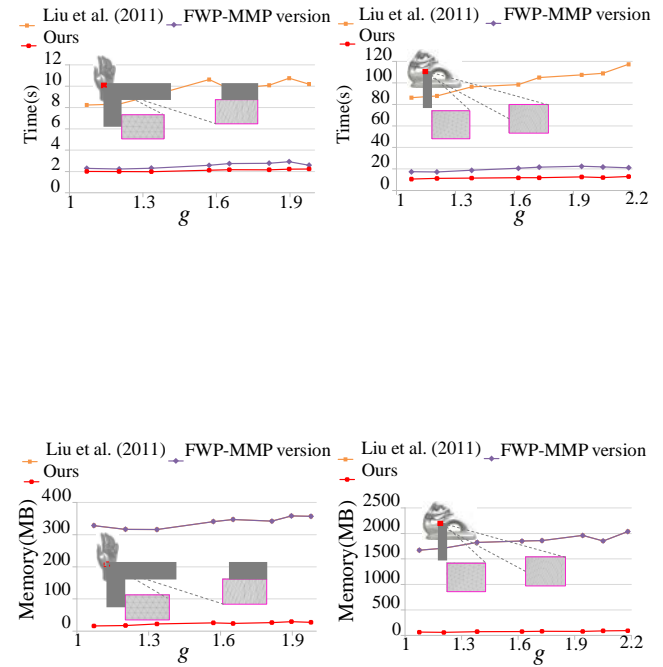 Liu et al. (2011) FWP-MMP version
Ours
12
10
8
6
4
2
0
Time(s)
1 1.3 1.6 1.9
g
Liu et al. (2011) FWP-MMP version
Ours
120
100
80
60
40
20
0
Time(s)
1 1.3 1.6 1.9 2.2
g
Liu et al. (2011) FWP-MMP version
Ours
400
300
200
100
0
Memory(MB)
1 1.3 1.6 1.9
g
Liu et al. (2011) FWP-MMP version
Ours
2500
2000
1500
1000
500
0
Memory(MB)
1 1.3 1.6 1.9 2.2
g